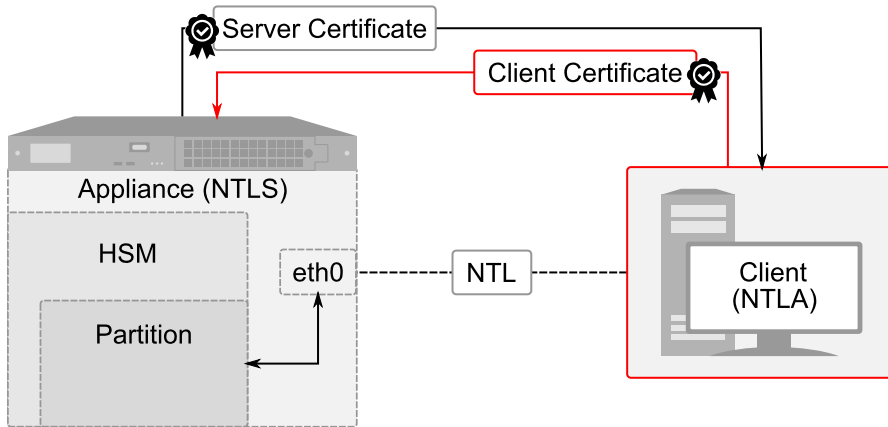 Server Certificate
Client Certificate
Appliance (NTLS)
HSM
eth0
NTL
Client
(NTLA)
Partition